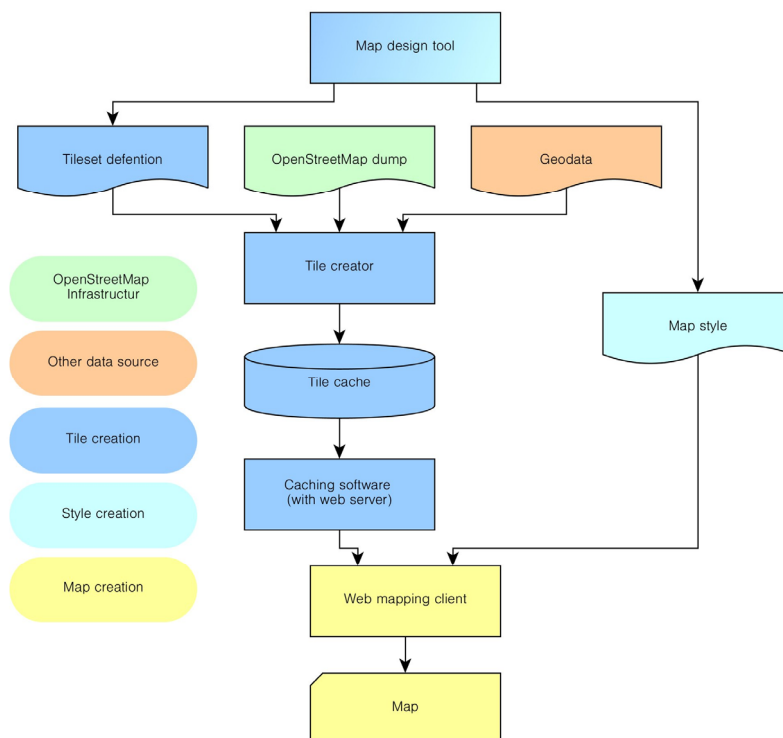 Map design tool
Tileset defention
OpenStreetMap dump
Geodata
Tile creator
OpenStreetMap
Infrastructur
Map style
Other data source
Tile cache
Tile creation
Caching software
(with web server)
Style creation
Map creation
Web mapping client
Map